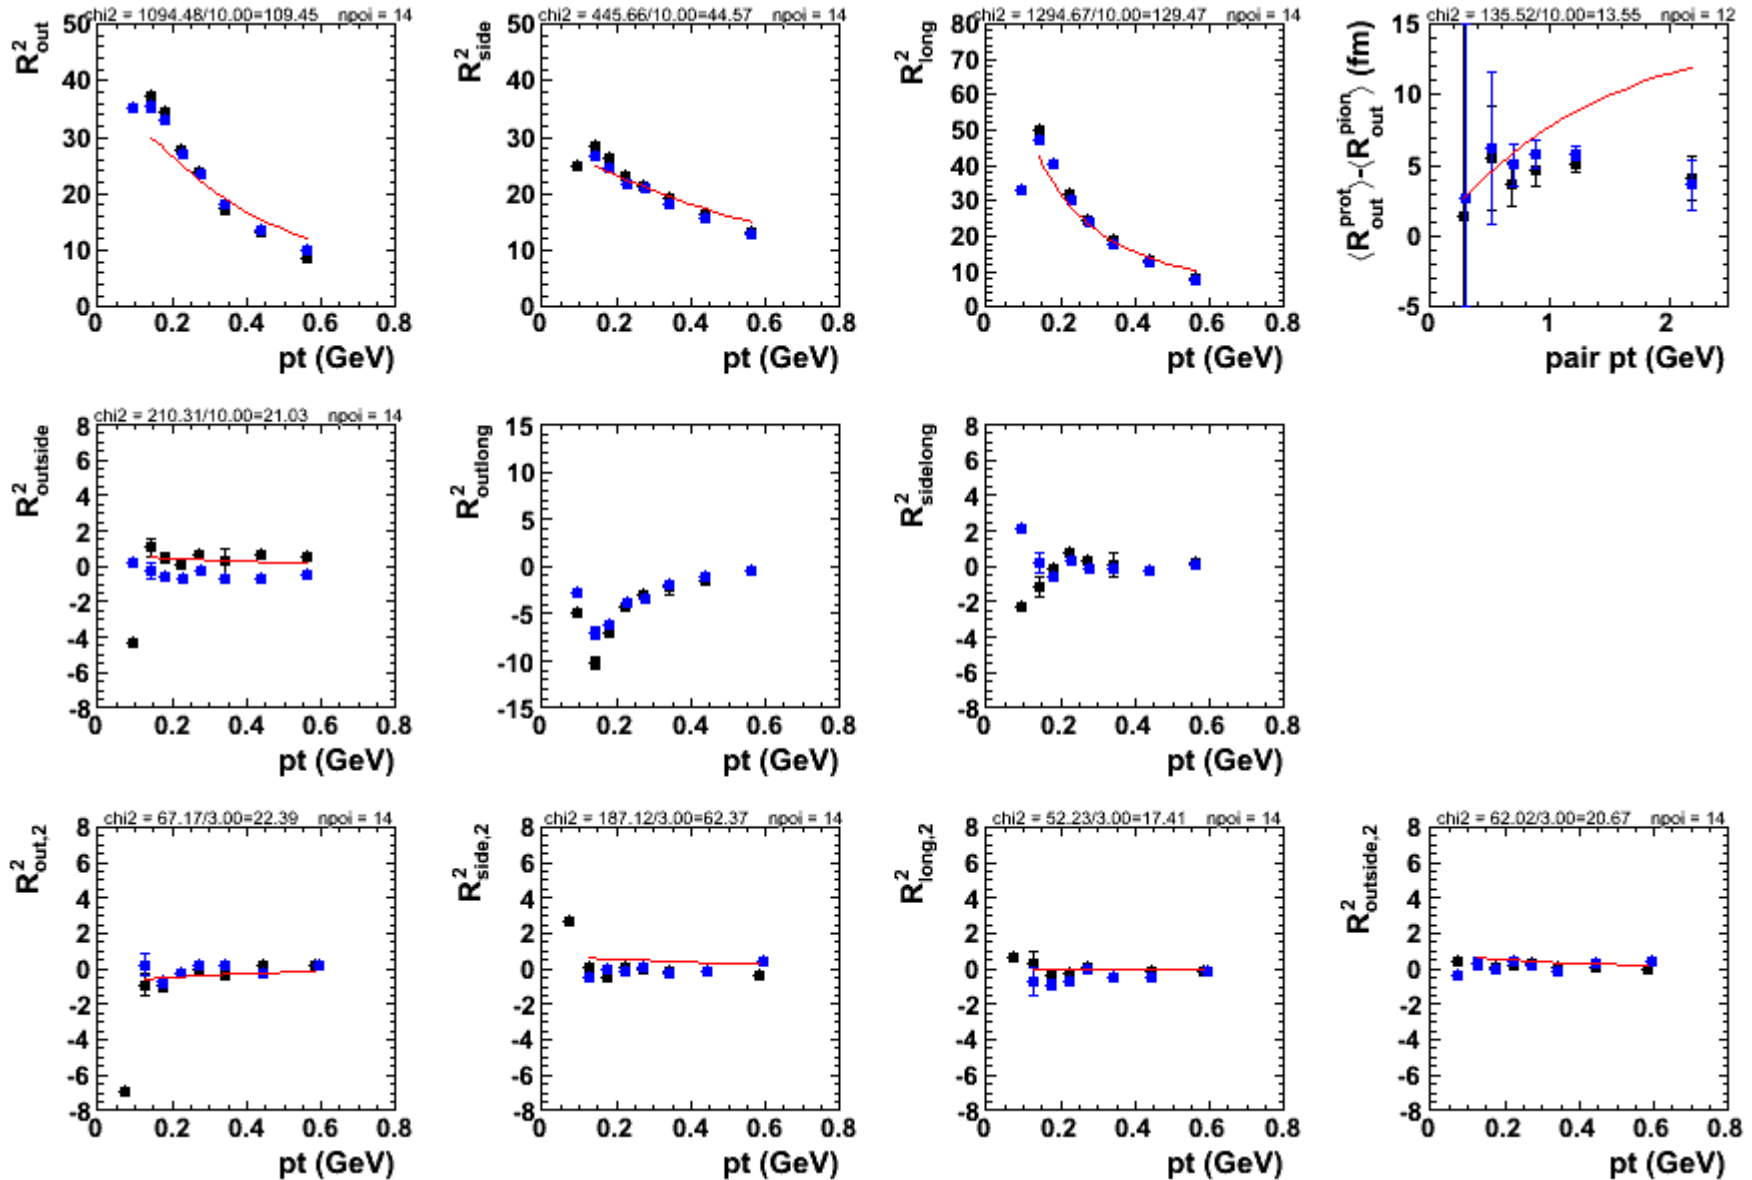 chi2 = 1094.48/10.00=109.45 npoi = 14
R²out
50
40
30
20
10
0
0 0.2 0.4 0.6 0.8
pt (GeV)
chi2 = 445.66/10.00=44.57 npoi = 14
R²side
50
40
30
20
10
0
0 0.2 0.4 0.6 0.8
pt (GeV)
chi2 = 1294.67/10.00=129.47 npoi = 14
R²long
80
70
60
50
40
30
20
10
0
0 0.2 0.4 0.6 0.8
pt (GeV)
chi2 = 135.52/10.00=13.55 npoi = 12
⟨R^prot_out⟩-⟨R^pion_out⟩ (fm)
15
10
5
0
-5
0 1 2
pair pt (GeV)
chi2 = 210.31/10.00=21.03 npoi = 14
R²outside
8
6
4
2
0
-2
-4
-6
-8
0 0.2 0.4 0.6 0.8
pt (GeV)
R²outlong
15
10
5
0
-5
-10
-15
0 0.2 0.4 0.6 0.8
pt (GeV)
R²sidelong
8
6
4
2
0
-2
-4
-6
-8
0 0.2 0.4 0.6 0.8
pt (GeV)
chi2 = 67.17/3.00=22.39 npoi = 14
R²out,2
8
6
4
2
0
-2
-4
-6
-8
0 0.2 0.4 0.6 0.8
pt (GeV)
chi2 = 187.12/3.00=62.37 npoi = 14
R²side,2
8
6
4
2
0
-2
-4
-6
-8
0 0.2 0.4 0.6 0.8
pt (GeV)
chi2 = 52.23/3.00=17.41 npoi = 14
R²long,2
8
6
4
2
0
-2
-4
-6
-8
0 0.2 0.4 0.6 0.8
pt (GeV)
chi2 = 62.02/3.00=20.67 npoi = 14
R²outside,2
8
6
4
2
0
-2
-4
-6
-8
0 0.2 0.4 0.6 0.8
pt (GeV)